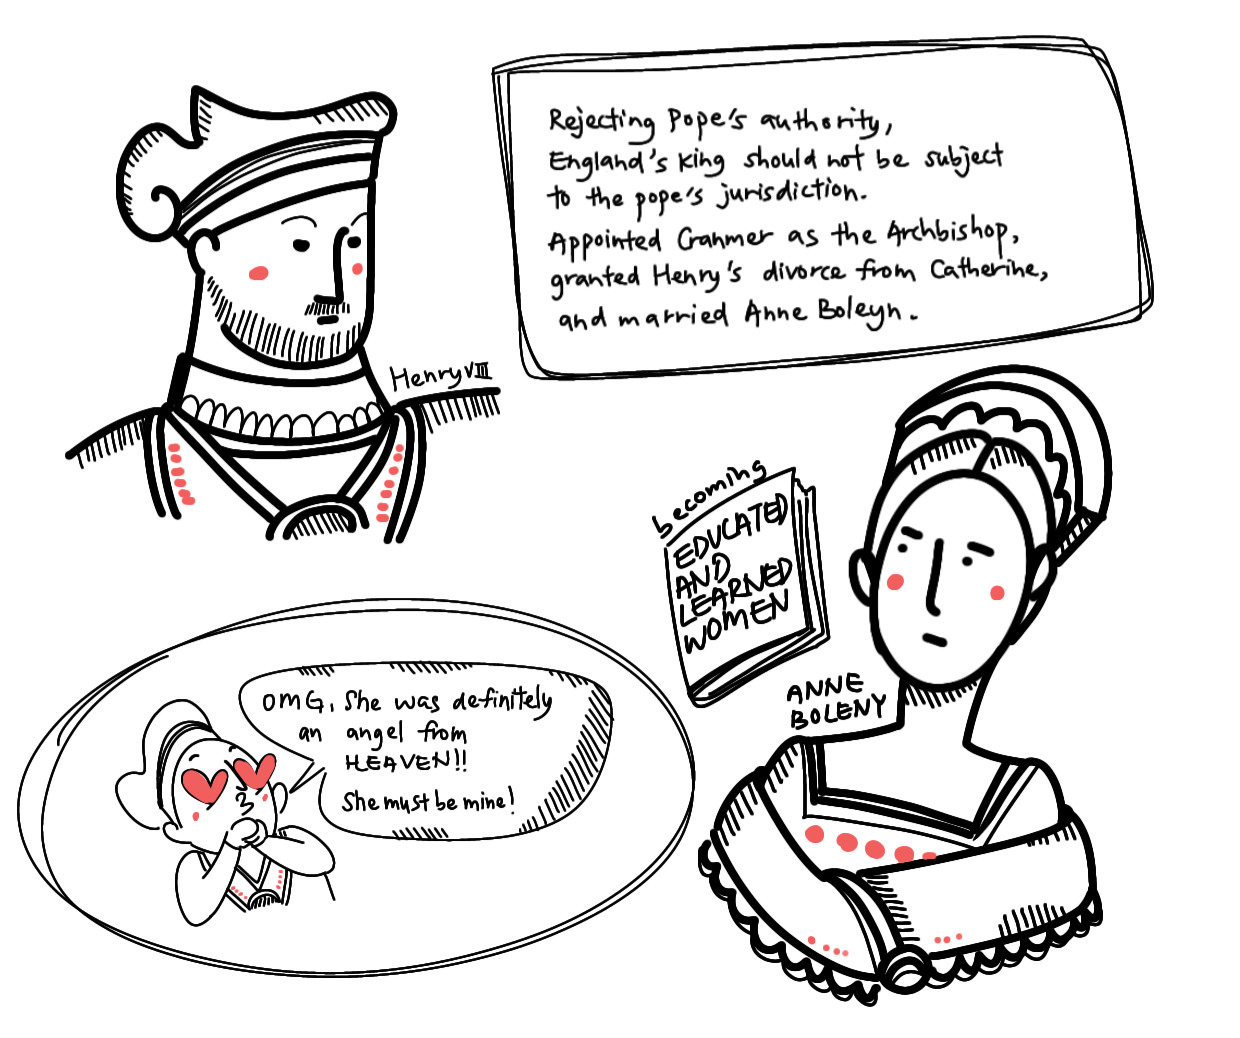 Rejecting Pope's authority,
England's King should not be subject
to the pope's jurisdiction.
Appointed Cranmer as the Archbishop,
granted Henry's divorce from Catherine,
and married Anne Boleyn.
Henry VIII
becoming
EDUCATED
AND
LEARNED
WOMEN
ANNE
BOLENY
OMG, She was definitely
an angel from
HEAVEN!!
She must be mine!